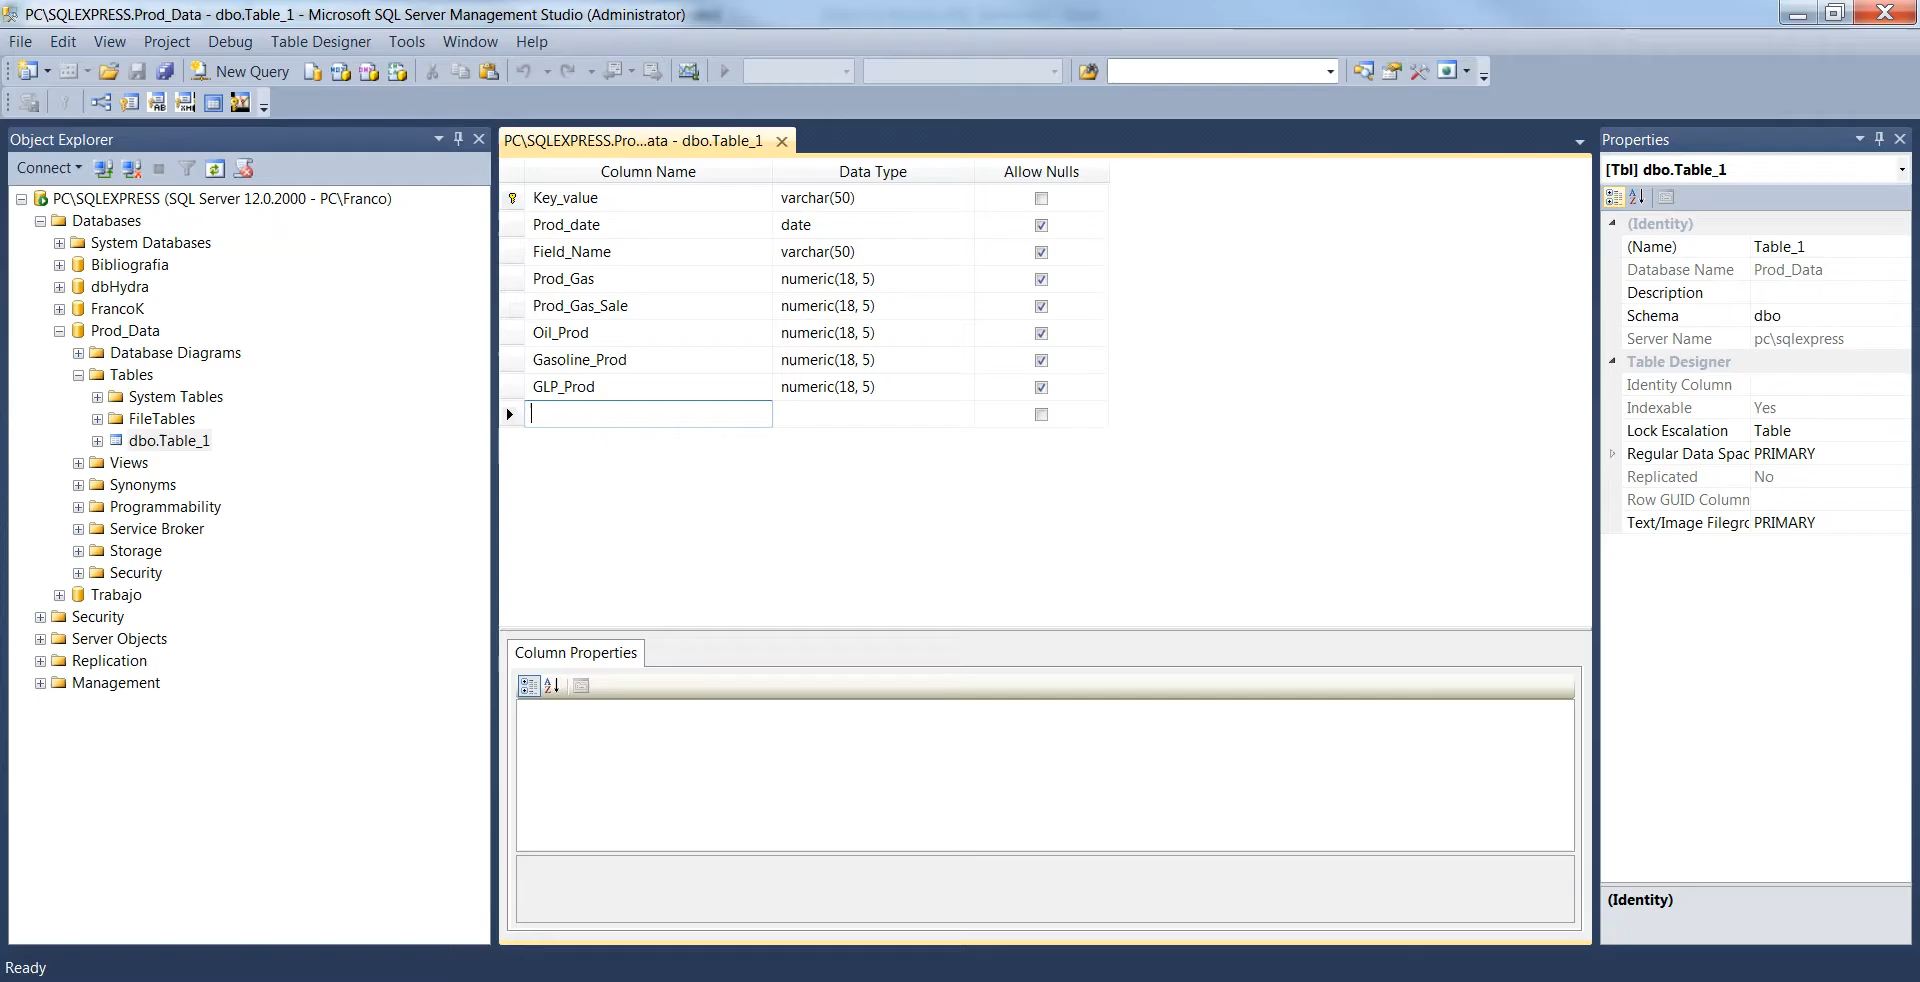 PC\SQLEXPRESS.Prod_Data - dbo.Table_1 - Microsoft SQL Server Management Studio (Administrator)
File Edit View Project Debug Table Designer Tools Window Help
New Query
Object Explorer
Connect
PC\SQLEXPRESS (SQL Server 12.0.2000 - PC\Franco)
Databases
System Databases
Bibliografia
dbHydra
FrancoK
Prod_Data
Database Diagrams
Tables
System Tables
FileTables
dbo.Table_1
Views
Synonyms
Programmability
Service Broker
Storage
Security
Trabajo
Security
Server Objects
Replication
Management
PC\SQLEXPRESS.Pro...ata - dbo.Table_1
Column Name Data Type Allow Nulls
Key_value varchar(50)
Prod_date date
Field_Name varchar(50)
Prod_Gas numeric(18, 5)
Prod_Gas_Sale numeric(18, 5)
Oil_Prod numeric(18, 5)
Gasoline_Prod numeric(18, 5)
GLP_Prod numeric(18, 5)
Column Properties
Properties
[Tbl] dbo.Table_1
(Identity)
(Name) Table_1
Database Name Prod_Data
Description
Schema dbo
Server Name pc\sqlexpress
Table Designer
Identity Column
Indexable Yes
Lock Escalation Table
Regular Data Spac PRIMARY
Replicated No
Row GUID Column
Text/Image Filegrc PRIMARY
(Identity)
Ready